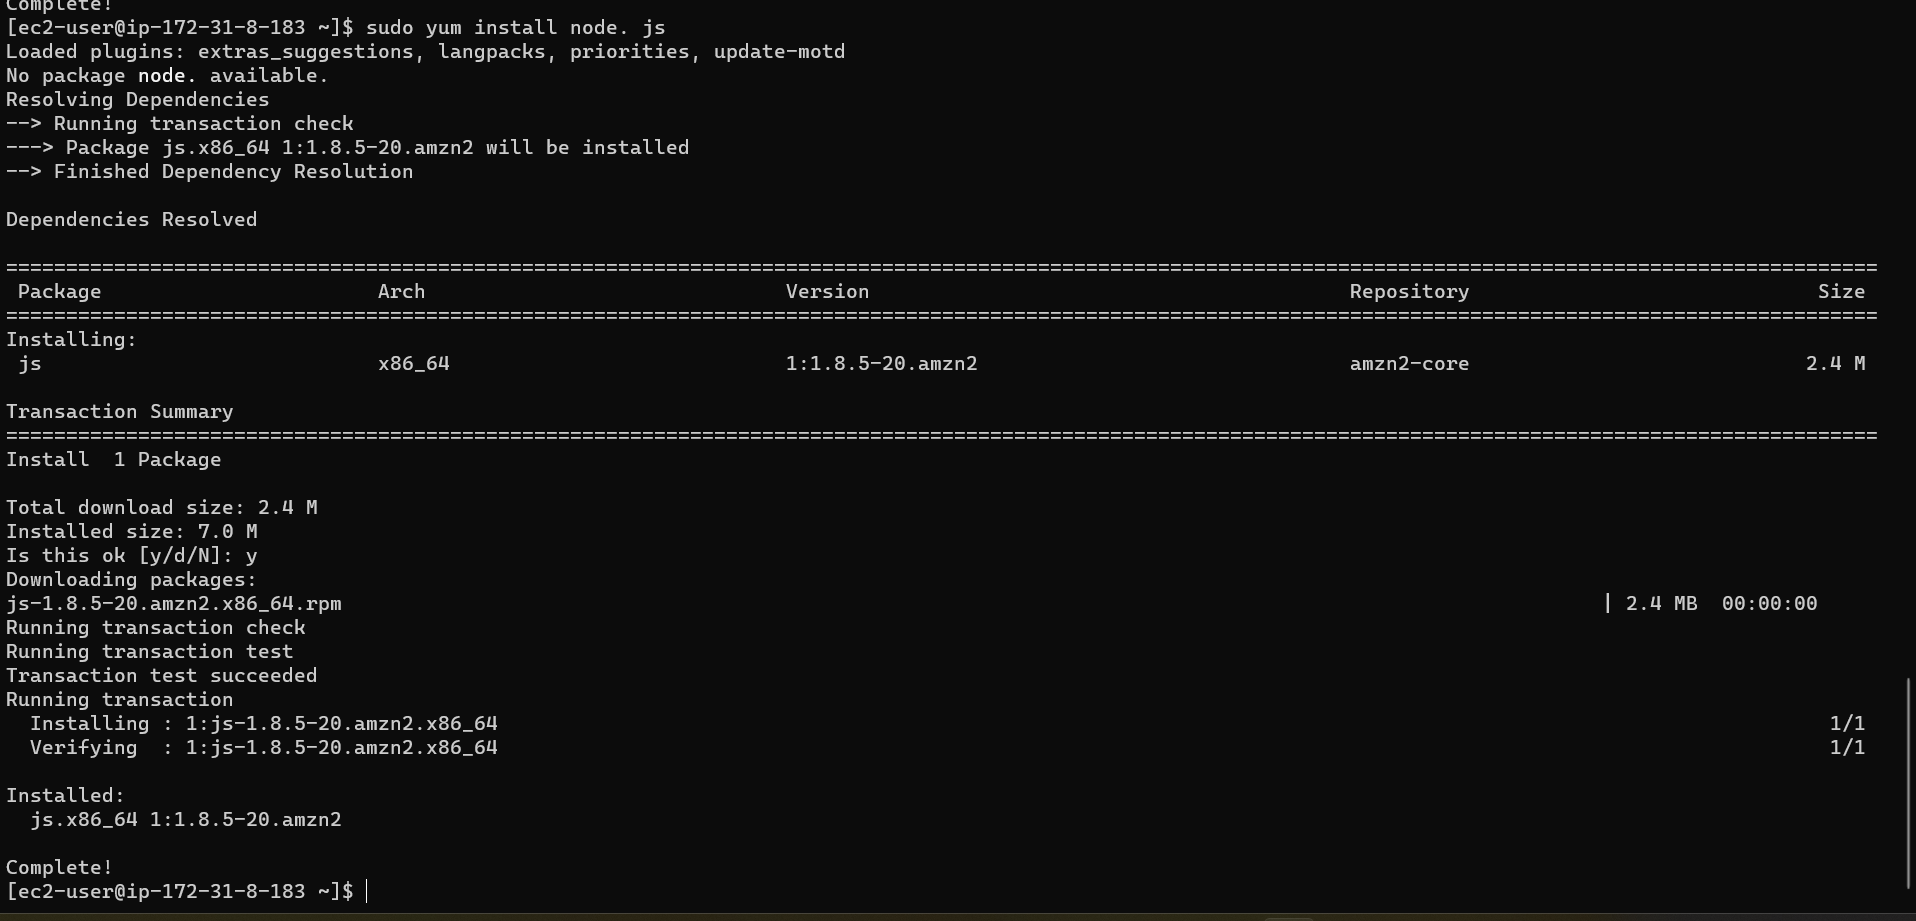 Complete!
[ec2-user@ip-172-31-8-183 ~]$ sudo yum install node. js
Loaded plugins: extras_suggestions, langpacks, priorities, update-motd
No package node. available.
Resolving Dependencies
--> Running transaction check
---> Package js.x86_64 1:1.8.5-20.amzn2 will be installed
--> Finished Dependency Resolution

Dependencies Resolved

============================================================================================================================================================
 Package                       Arch                              Version                                        Repository                             Size
============================================================================================================================================================
Installing:
 js                            x86_64                            1:1.8.5-20.amzn2                               amzn2-core                            2.4 M

Transaction Summary
============================================================================================================================================================
Install  1 Package

Total download size: 2.4 M
Installed size: 7.0 M
Is this ok [y/d/N]: y
Downloading packages:
js-1.8.5-20.amzn2.x86_64.rpm                                                                                                         | 2.4 MB  00:00:00
Running transaction check
Running transaction test
Transaction test succeeded
Running transaction
  Installing : 1:js-1.8.5-20.amzn2.x86_64                                                                                                               1/1
  Verifying  : 1:js-1.8.5-20.amzn2.x86_64                                                                                                               1/1

Installed:
  js.x86_64 1:1.8.5-20.amzn2

Complete!
[ec2-user@ip-172-31-8-183 ~]$